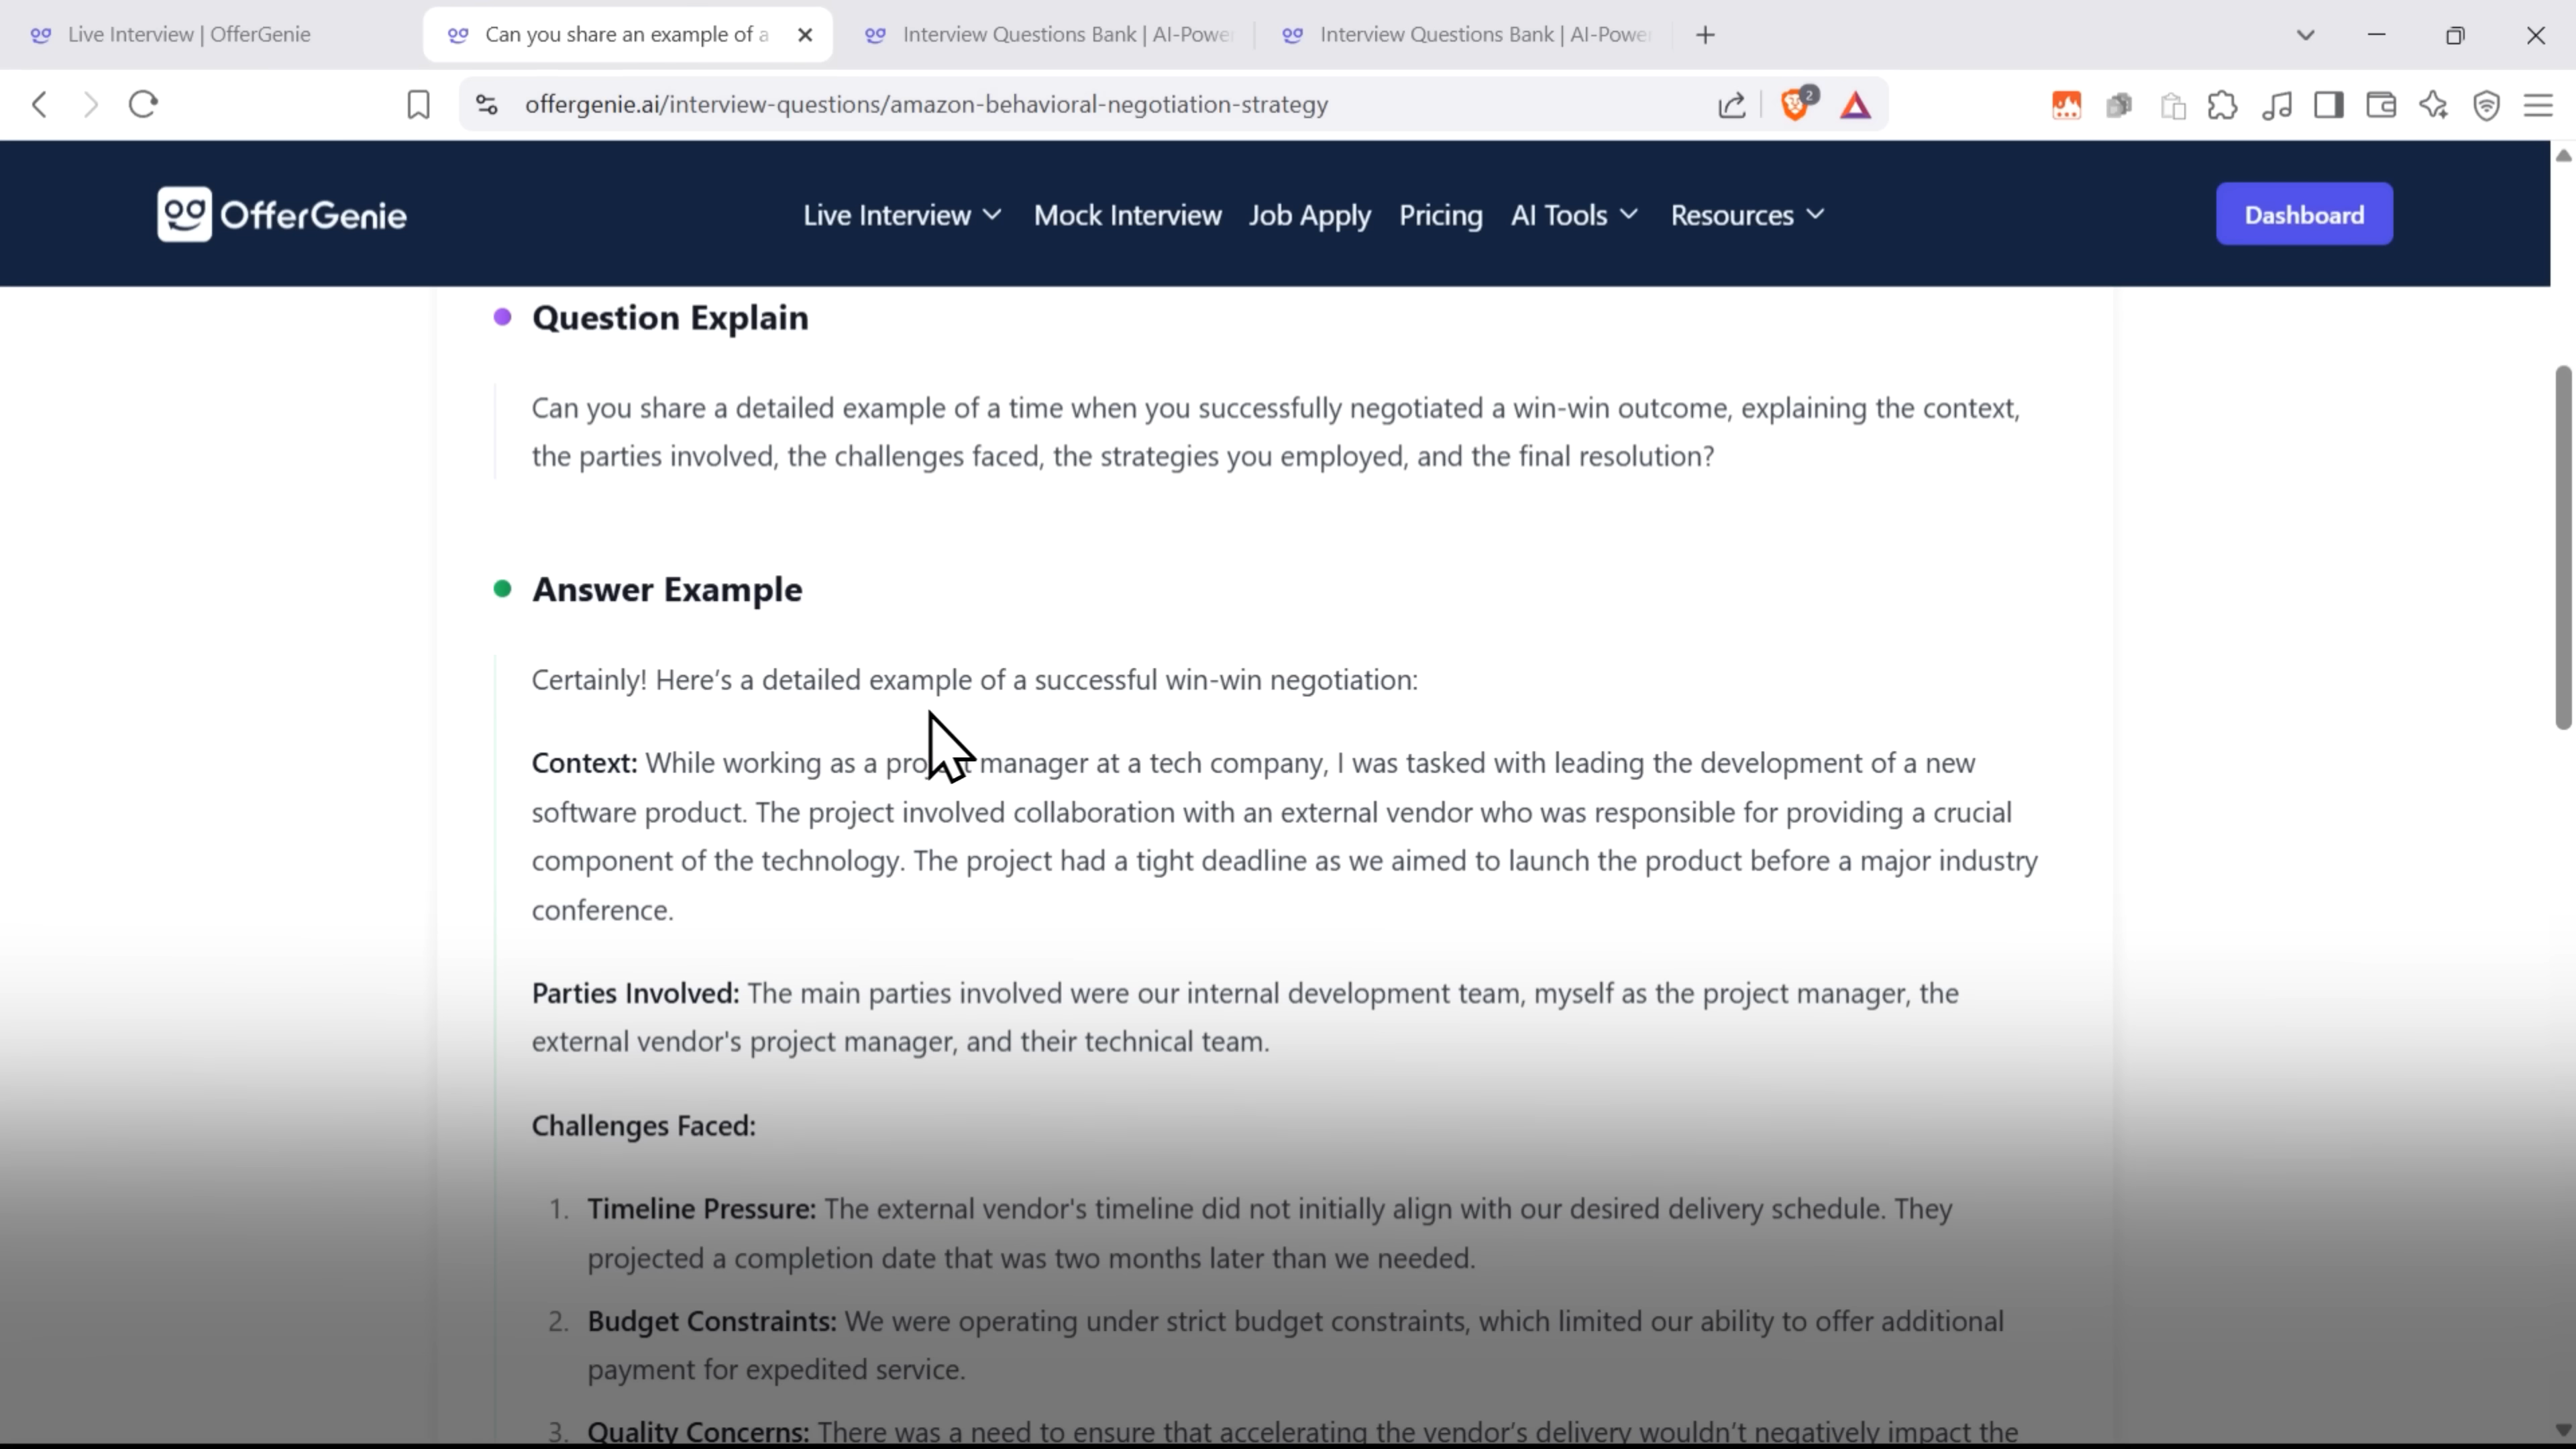 Live Interview | OfferGenie
Can you share an example of a
Interview Questions Bank | AI-Power
Interview Questions Bank | AI-Power
offergenie.ai/interview-questions/amazon-behavioral-negotiation-strategy
2
OfferGenie
Live Interview
Mock Interview
Job Apply
Pricing
AI Tools
Resources
Dashboard
Question Explain
Can you share a detailed example of a time when you successfully negotiated a win-win outcome, explaining the context,
the parties involved, the challenges faced, the strategies you employed, and the final resolution?
Answer Example
Certainly! Here's a detailed example of a successful win-win negotiation:
Context: While working as a project manager at a tech company, I was tasked with leading the development of a new
software product. The project involved collaboration with an external vendor who was responsible for providing a crucial
component of the technology. The project had a tight deadline as we aimed to launch the product before a major industry
conference.
Parties Involved: The main parties involved were our internal development team, myself as the project manager, the
external vendor's project manager, and their technical team.
Challenges Faced:
1. Timeline Pressure: The external vendor's timeline did not initially align with our desired delivery schedule. They
projected a completion date that was two months later than we needed.
2. Budget Constraints: We were operating under strict budget constraints, which limited our ability to offer additional
payment for expedited service.
3. Quality Concerns: There was a need to ensure that accelerating the vendor's delivery wouldn't negatively impact the